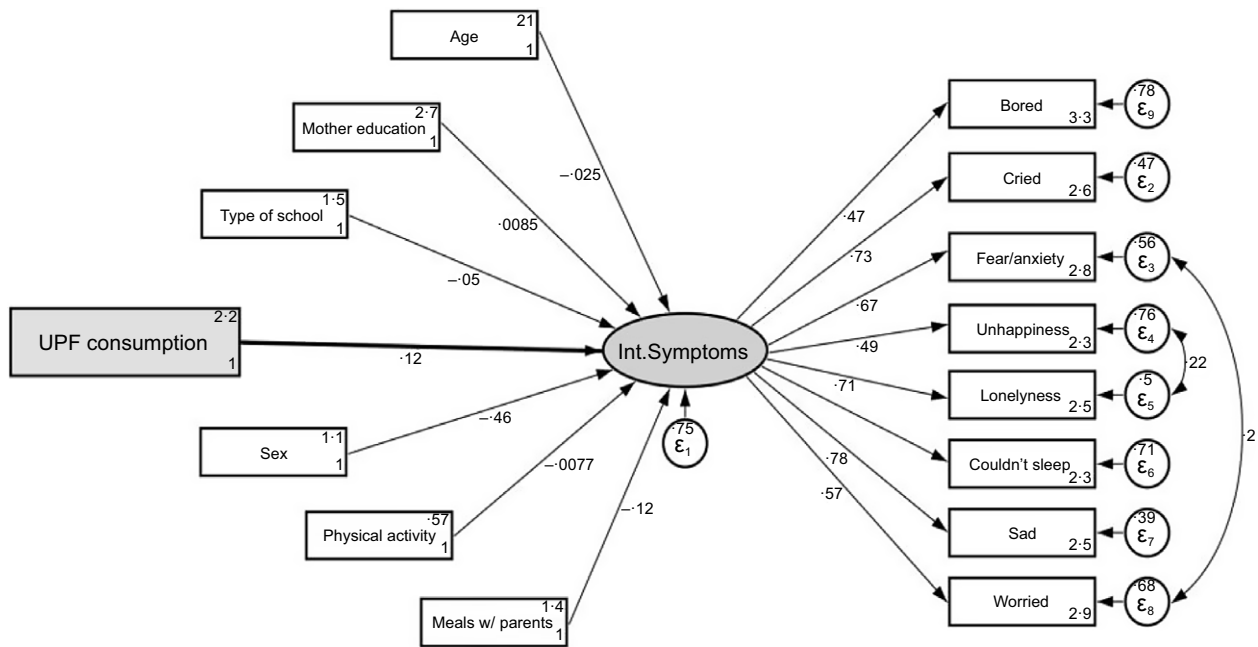 21
Age
1
2·7
Mother education
1
1·5
Type of school
1
2·2
UPF consumption
1
1·1
Sex
1
·57
Physical activity
1
1·4
Meals w/ parents
1
–·025
·0085
–·05
·12
–·46
–·0077
–·12
Int.Symptoms
·75
ε1
·47
·73
·67
·49
·71
·78
·57
Bored
3·3
·78
ε9
Cried
2·6
·47
ε2
Fear/anxiety
2·8
·56
ε3
Unhappiness
2·3
·76
ε4
Lonelyness
2·5
·5
ε5
Couldn't sleep
2·3
·71
ε6
Sad
2·5
·39
ε7
Worried
2·9
·68
ε8
·22
·2